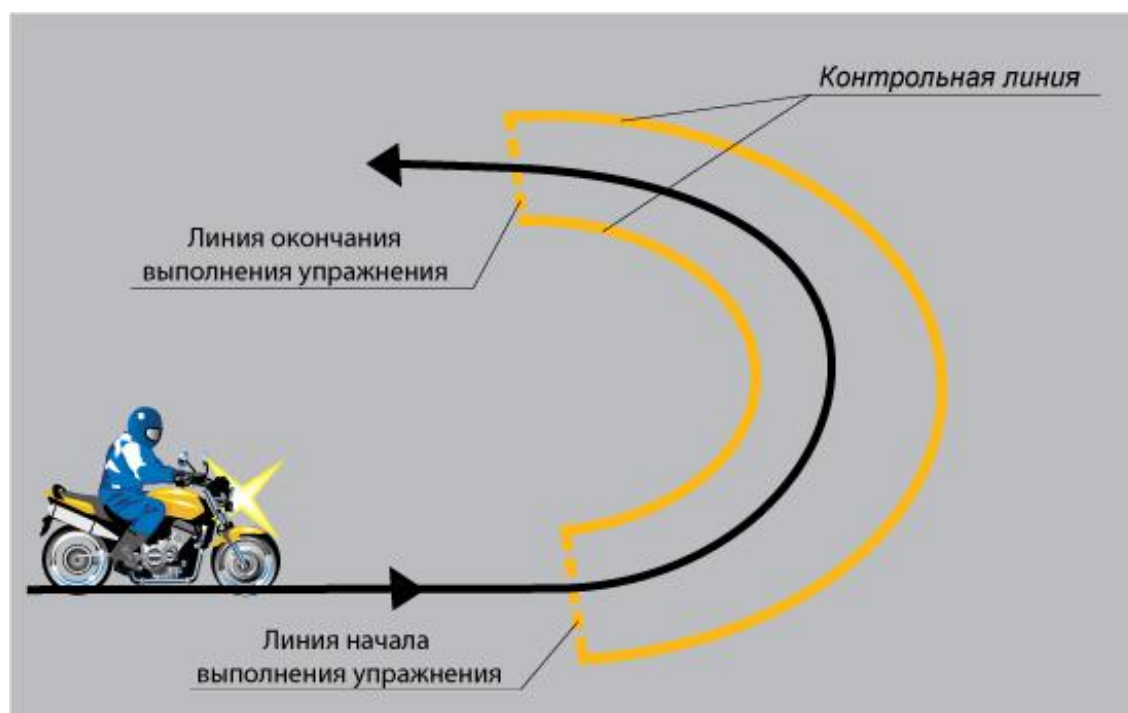 Контрольная линия
Линия окончания
выполнения упражнения
Линия начала
выполнения упражнения